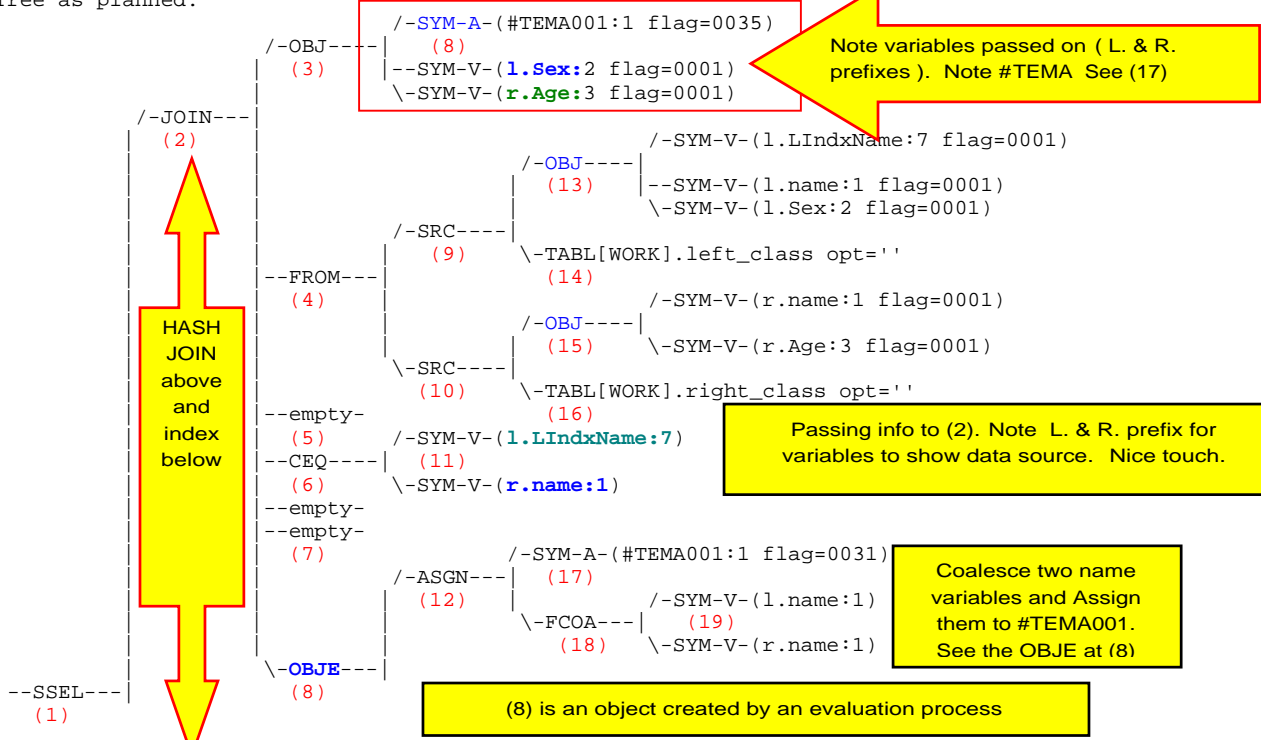 free as planned.
/-SYM-A-(#TEMA001:1 flag=0035)
/-OBJ----| (8)
(3) |--SYM-V-(l.Sex:2 flag=0001)
\-SYM-V-(r.Age:3 flag=0001)
Note variables passed on ( L. & R.
prefixes ). Note #TEMA See (17)
/-JOIN---|
(2)
/-SYM-V-(l.LIndxName:7 flag=0001)
/-OBJ----|
(13) |--SYM-V-(l.name:1 flag=0001)
\-SYM-V-(l.Sex:2 flag=0001)
/-SRC----|
(9) \-TABL[WORK].left_class opt=''
--FROM---| (14)
(4) /-SYM-V-(r.name:1 flag=0001)
/-OBJ----|
(15) \-SYM-V-(r.Age:3 flag=0001)
\-SRC----|
(10) \-TABL[WORK].right_class opt=''
--empty- (16)
(5) /-SYM-V-(l.LIndxName:7)
--CEQ----| (11)
(6) \-SYM-V-(r.name:1)
--empty-
--empty-
(7)
HASH
JOIN
above
and
index
below
Passing info to (2). Note L. & R. prefix for
variables to show data source. Nice touch.
/-SYM-A-(#TEMA001:1 flag=0031)
/-ASGN---| (17)
(12) /-SYM-V-(l.name:1)
\-FCOA---| (19)
(18) \-SYM-V-(r.name:1)
Coalesce two name
variables and Assign
them to #TEMA001.
See the OBJE at (8)
\-OBJE---|
(8)
--SSEL---|
(1)
(8) is an object created by an evaluation process